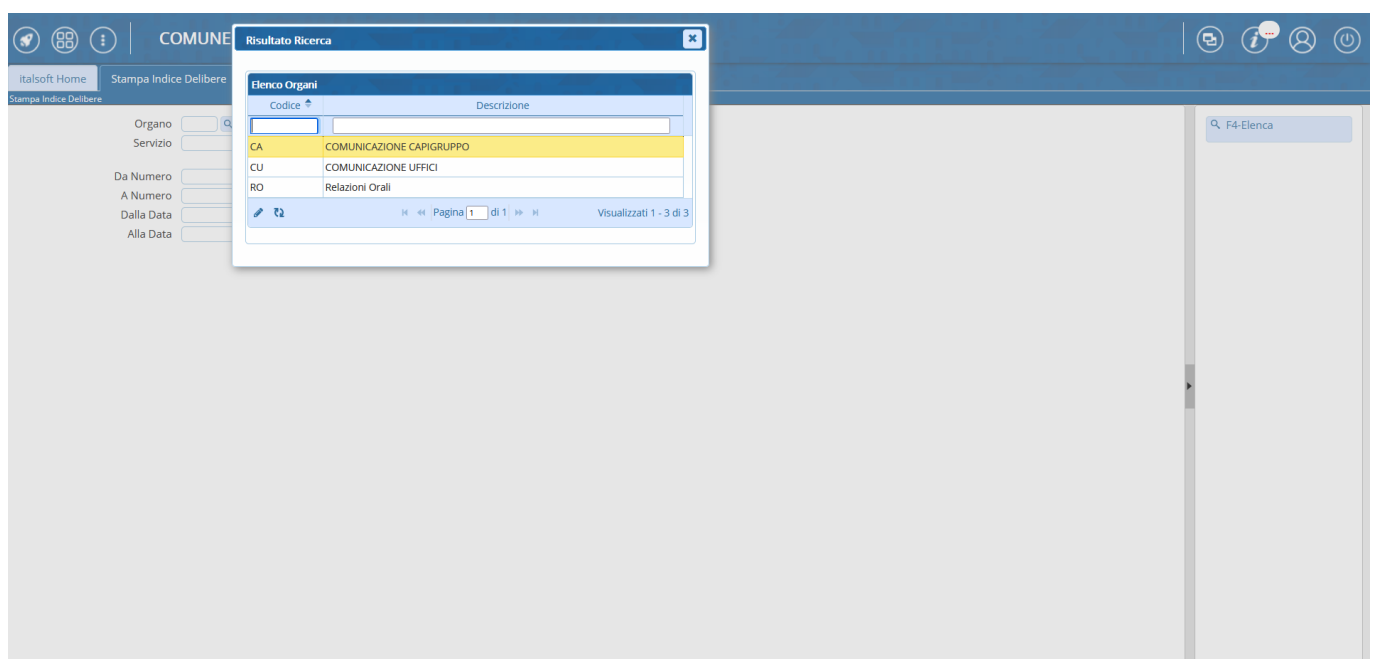 COMUNE
Risultato Ricerca
...
italsoft Home
Stampa Indice Delibere
Stampa Indice Delibere
Elenco Organi
Codice
Descrizione
Organo
Servizio
Da Numero
A Numero
Dalla Data
Alla Data
CA COMUNICAZIONE CAPIGRUPPO
CU COMUNICAZIONE UFFICI
RO Relazioni Orali
Pagina 1 di 1
Visualizzati 1 - 3 di 3
F4-Elenca